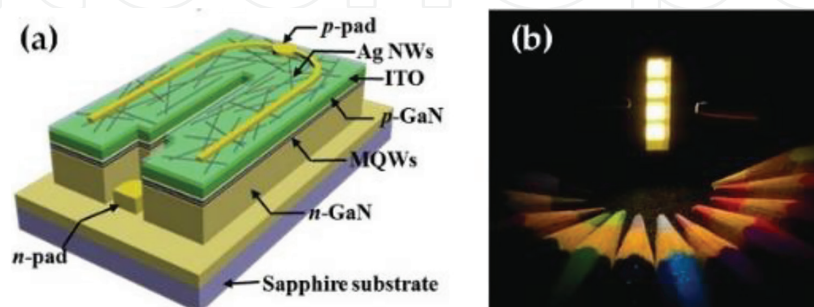 (a)
p-pad
Ag NWs
ITO
p-GaN
MQWs
n-GaN
n-pad
Sapphire substrate
(b)